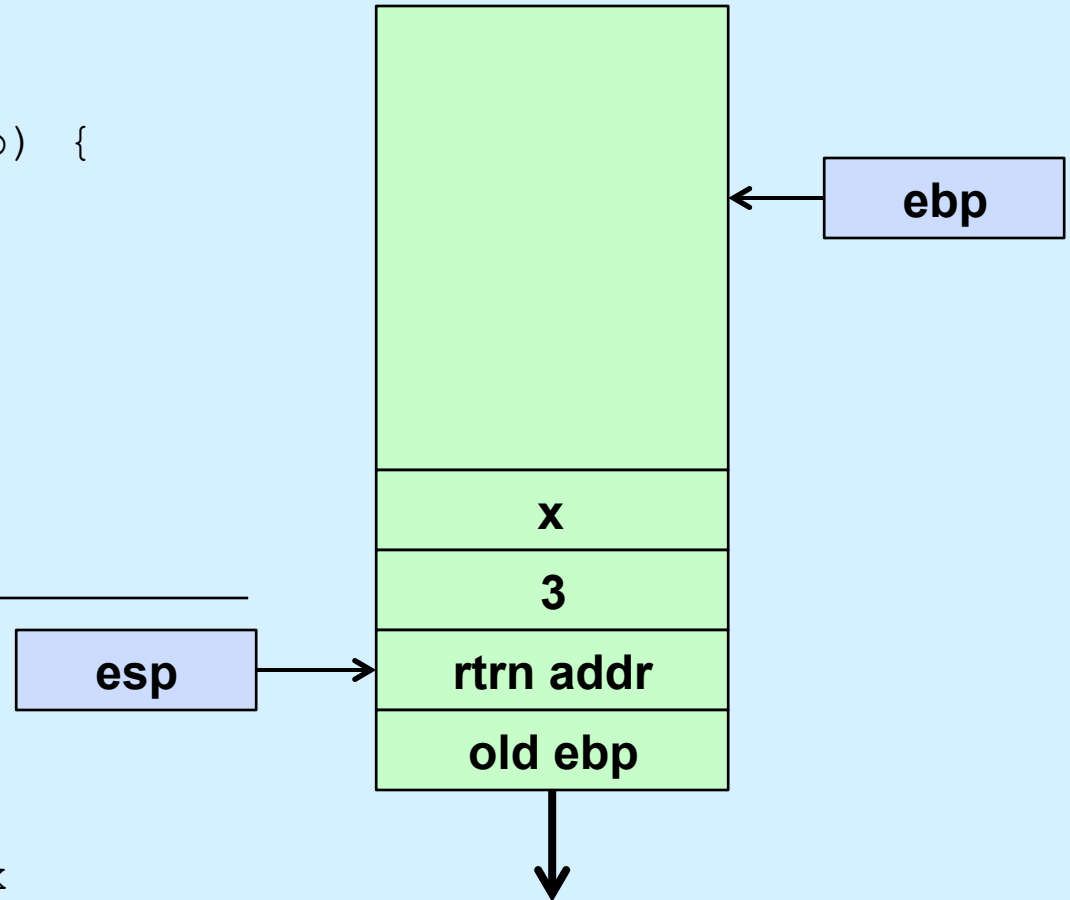 ) {
ebp
x
3
esp
rtrn addr
old ebp